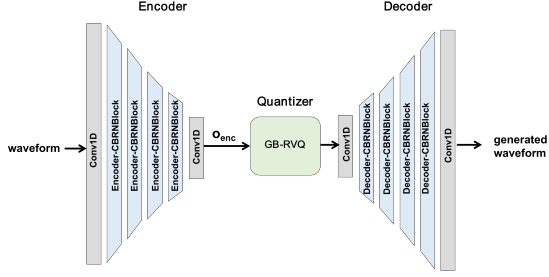 Encoder
Decoder
waveform
Conv1D
Encoder-CBRNBlock
Encoder-CBRNBlock
Encoder-CBRNBlock
Encoder-CBRNBlock
Conv1D
o_enc
Quantizer
GB-RVQ
Conv1D
Decoder-CBRNBlock
Decoder-CBRNBlock
Decoder-CBRNBlock
Decoder-CBRNBlock
Conv1D
generated
waveform